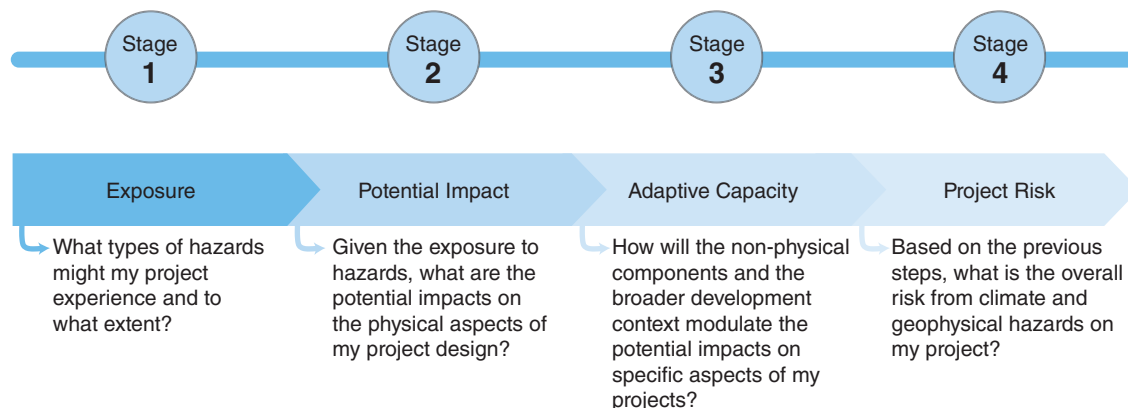 Stage
1
Stage
2
Stage
3
Stage
4
Exposure
Potential Impact
Adaptive Capacity
Project Risk
What types of hazards
might my project
experience and to
what extent?
Given the exposure to
hazards, what are the
potential impacts on
the physical aspects of
my project design?
How will the non-physical
components and the
broader development
context modulate the
potential impacts on
specific aspects of my
projects?
Based on the previous
steps, what is the overall
risk from climate and
geophysical hazards on
my project?